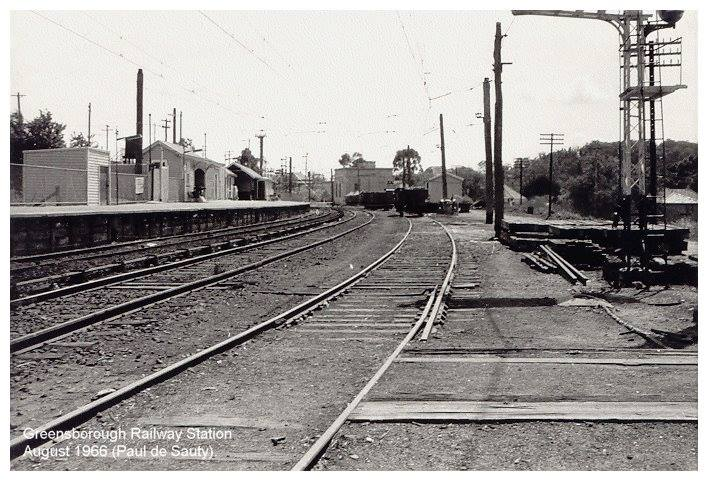 Greensborough Railway Station
August 1966 (Paul de Sauty)